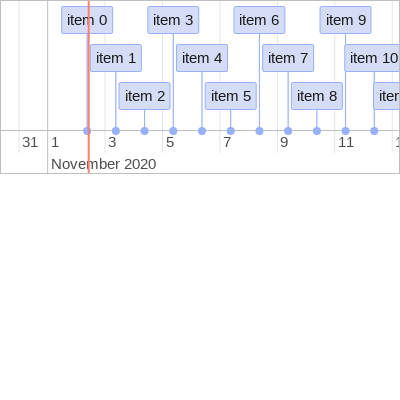 item 0 item 3 item 6 item 9
item 1 item 4 item 7 item 10
item 2 item 5 item 8
31 1 3 5 7 9 11
November 2020